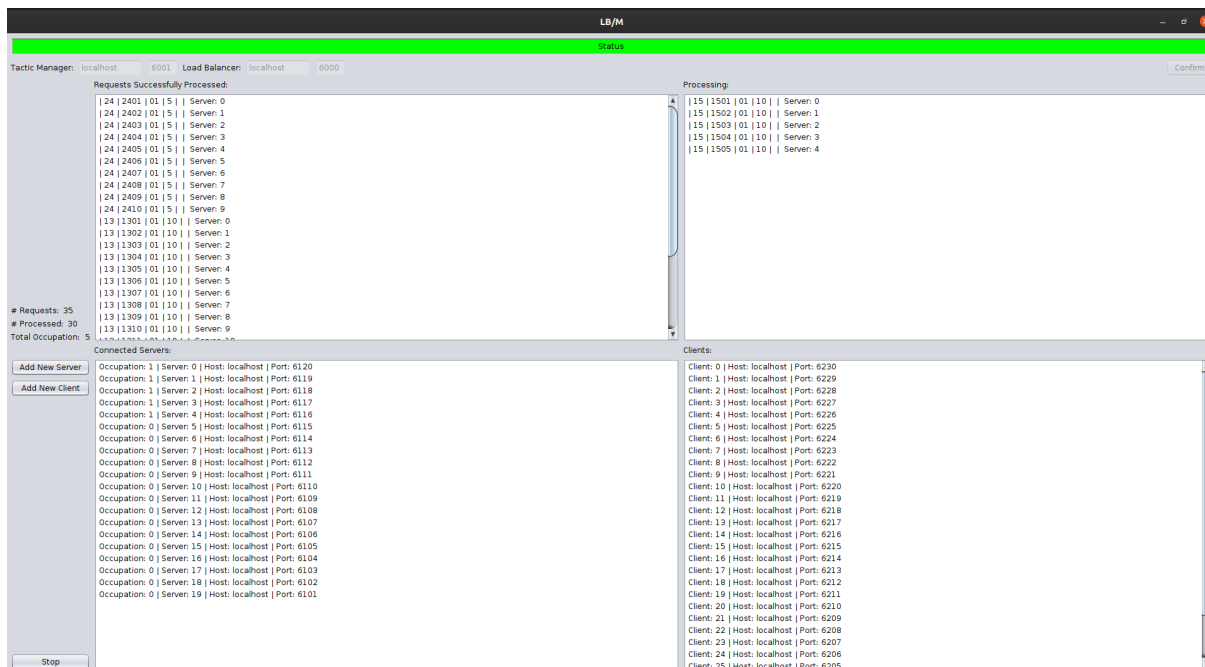 LB/M
Status
Tactic Manager: localhost 6001 Load Balancer: localhost 6000 Confirm
Requests Successfully Processed:
| 24 | 2401 | 01 | 5 | | Server: 0
| 24 | 2402 | 01 | 5 | | Server: 1
| 24 | 2403 | 01 | 5 | | Server: 2
| 24 | 2404 | 01 | 5 | | Server: 3
| 24 | 2405 | 01 | 5 | | Server: 4
| 24 | 2406 | 01 | 5 | | Server: 5
| 24 | 2407 | 01 | 5 | | Server: 6
| 24 | 2408 | 01 | 5 | | Server: 7
| 24 | 2409 | 01 | 5 | | Server: 8
| 24 | 2410 | 01 | 5 | | Server: 9
| 13 | 1301 | 01 | 10 | | Server: 0
| 13 | 1302 | 01 | 10 | | Server: 1
| 13 | 1303 | 01 | 10 | | Server: 2
| 13 | 1304 | 01 | 10 | | Server: 3
| 13 | 1305 | 01 | 10 | | Server: 4
| 13 | 1306 | 01 | 10 | | Server: 5
| 13 | 1307 | 01 | 10 | | Server: 6
| 13 | 1308 | 01 | 10 | | Server: 7
| 13 | 1309 | 01 | 10 | | Server: 8
| 13 | 1310 | 01 | 10 | | Server: 9
| 13 | 1311 | 01 | 10 | | Server: 10
Processing:
| 15 | 1501 | 01 | 10 | | Server: 0
| 15 | 1502 | 01 | 10 | | Server: 1
| 15 | 1503 | 01 | 10 | | Server: 2
| 15 | 1504 | 01 | 10 | | Server: 3
| 15 | 1505 | 01 | 10 | | Server: 4
# Requests: 35
# Processed: 30
Total Occupation: 5
Add New Server
Add New Client
Stop
Connected Servers:
Occupation: 1 | Server: 0 | Host: localhost | Port: 6120
Occupation: 1 | Server: 1 | Host: localhost | Port: 6119
Occupation: 1 | Server: 2 | Host: localhost | Port: 6118
Occupation: 1 | Server: 3 | Host: localhost | Port: 6117
Occupation: 1 | Server: 4 | Host: localhost | Port: 6116
Occupation: 0 | Server: 5 | Host: localhost | Port: 6115
Occupation: 0 | Server: 6 | Host: localhost | Port: 6114
Occupation: 0 | Server: 7 | Host: localhost | Port: 6113
Occupation: 0 | Server: 8 | Host: localhost | Port: 6112
Occupation: 0 | Server: 9 | Host: localhost | Port: 6111
Occupation: 0 | Server: 10 | Host: localhost | Port: 6110
Occupation: 0 | Server: 11 | Host: localhost | Port: 6109
Occupation: 0 | Server: 12 | Host: localhost | Port: 6108
Occupation: 0 | Server: 13 | Host: localhost | Port: 6107
Occupation: 0 | Server: 14 | Host: localhost | Port: 6106
Occupation: 0 | Server: 15 | Host: localhost | Port: 6105
Occupation: 0 | Server: 16 | Host: localhost | Port: 6104
Occupation: 0 | Server: 17 | Host: localhost | Port: 6103
Occupation: 0 | Server: 18 | Host: localhost | Port: 6102
Occupation: 0 | Server: 19 | Host: localhost | Port: 6101
Clients:
Client: 0 | Host: localhost | Port: 6230
Client: 1 | Host: localhost | Port: 6229
Client: 2 | Host: localhost | Port: 6228
Client: 3 | Host: localhost | Port: 6227
Client: 4 | Host: localhost | Port: 6226
Client: 5 | Host: localhost | Port: 6225
Client: 6 | Host: localhost | Port: 6224
Client: 7 | Host: localhost | Port: 6223
Client: 8 | Host: localhost | Port: 6222
Client: 9 | Host: localhost | Port: 6221
Client: 10 | Host: localhost | Port: 6220
Client: 11 | Host: localhost | Port: 6219
Client: 12 | Host: localhost | Port: 6218
Client: 13 | Host: localhost | Port: 6217
Client: 14 | Host: localhost | Port: 6216
Client: 15 | Host: localhost | Port: 6215
Client: 16 | Host: localhost | Port: 6214
Client: 17 | Host: localhost | Port: 6213
Client: 18 | Host: localhost | Port: 6212
Client: 19 | Host: localhost | Port: 6211
Client: 20 | Host: localhost | Port: 6210
Client: 21 | Host: localhost | Port: 6209
Client: 22 | Host: localhost | Port: 6208
Client: 23 | Host: localhost | Port: 6207
Client: 24 | Host: localhost | Port: 6206
Client: 25 | Host: localhost | Port: 6205